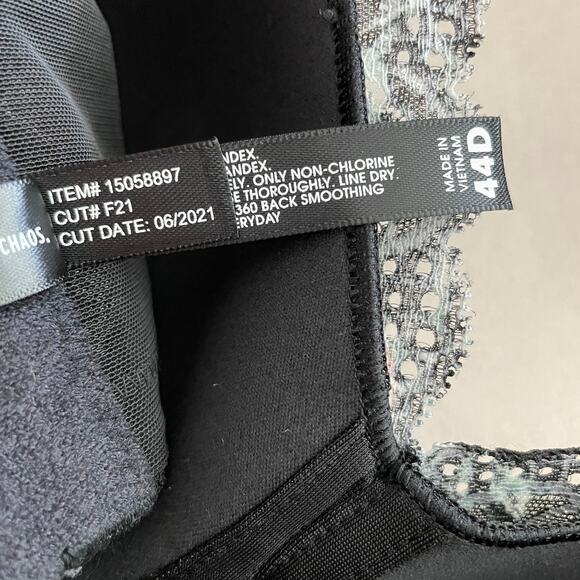 CHAOS.
ITEM# 15058897
CUT# F21
CUT DATE: 06/2021
NDEX.
ANDEX.
LY. ONLY NON-CHLORINE
E THOROUGHLY. LINE DRY.
360 BACK SMOOTHING
ERYDAY
MADE IN
VIETNAM
44D